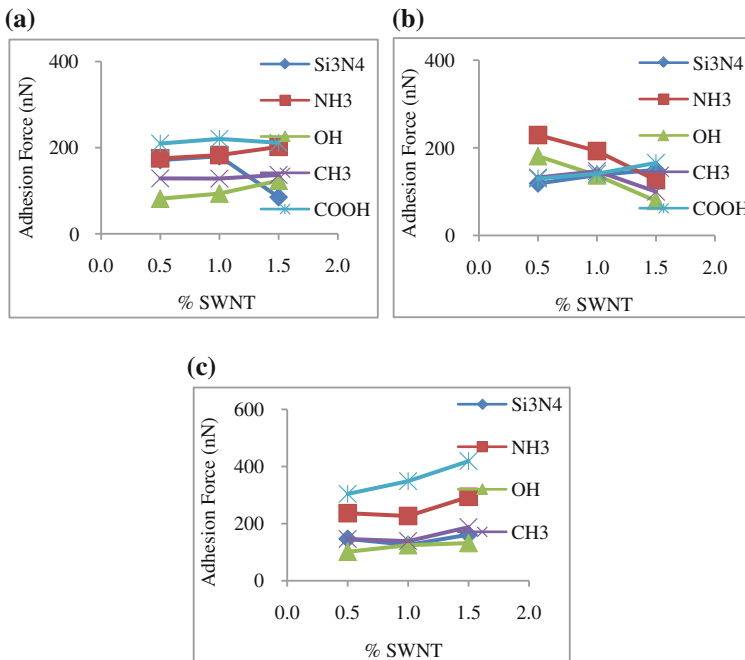 (a)
400
200
0
0.0 0.5 1.0 1.5 2.0
Adhesion Force (nN)
% SWNT
Si3N4
NH3
OH
CH3
COOH
(b)
400
200
0
0.0 0.5 1.0 1.5 2.0
Adhesion Force (nN)
% SWNT
Si3N4
NH3
OH
CH3
COOH
(c)
600
400
200
0
0.0 0.5 1.0 1.5 2.0
Adhesion Force (nN)
% SWNT
Si3N4
NH3
OH
CH3